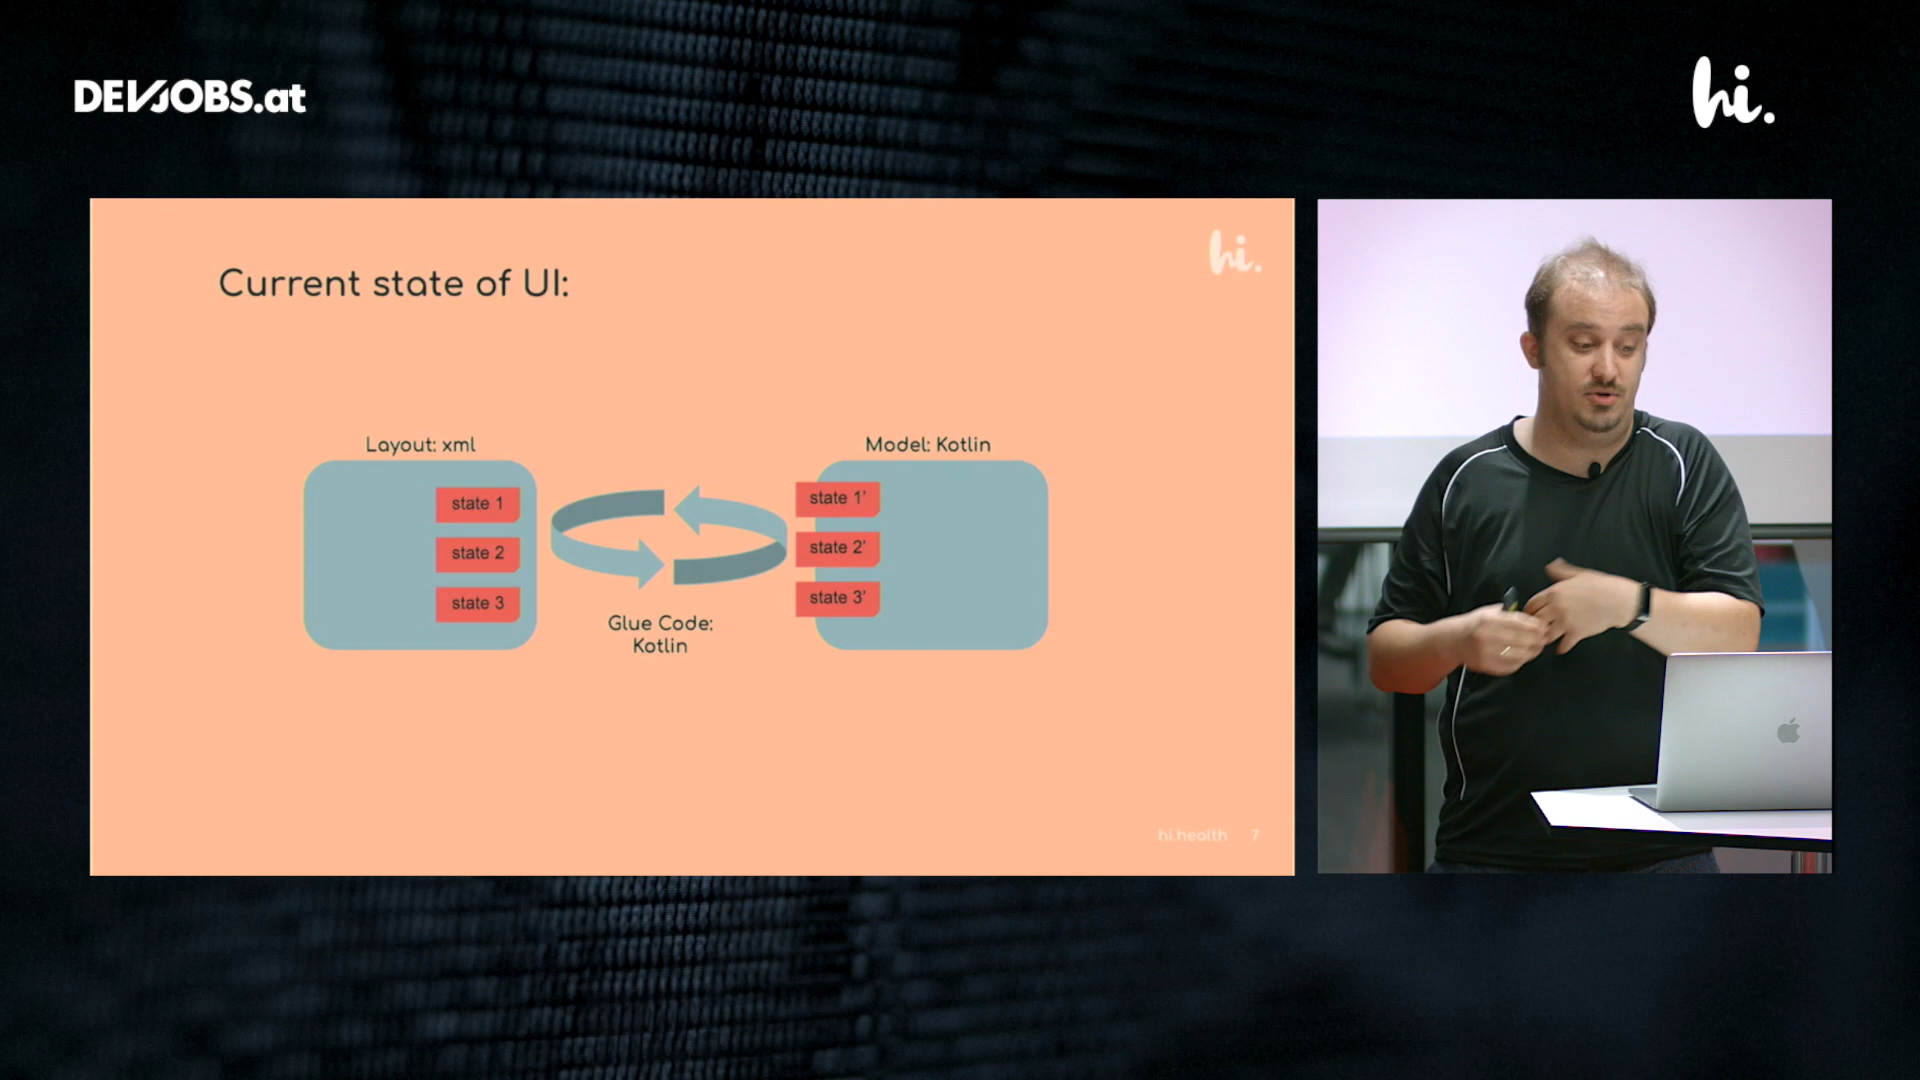 DEVJOBS.at
hi.
hi.
Current state of UI:
Layout: xml
Model: Kotlin
state 1
state 2
state 3
state 1'
state 2'
state 3'
Glue Code:
Kotlin
hi.health 7